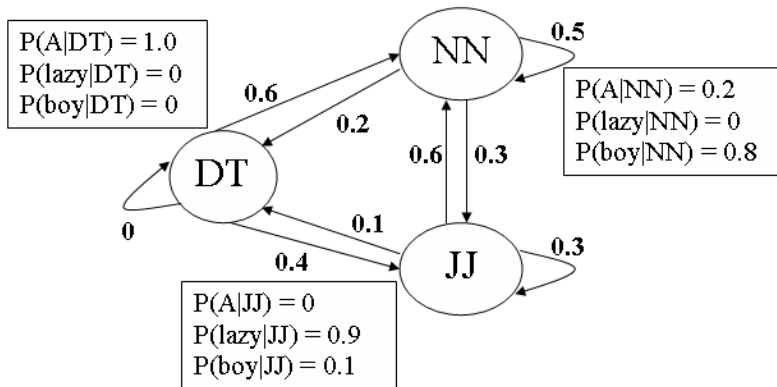 P(A|DT) = 1.0
P(lazy|DT) = 0
P(boy|DT) = 0
NN
0.5
P(A|NN) = 0.2
P(lazy|NN) = 0
P(boy|NN) = 0.8
0.6
0.2
0.6
0.3
DT
0
0.1
0.4
JJ
0.3
P(A|JJ) = 0
P(lazy|JJ) = 0.9
P(boy|JJ) = 0.1